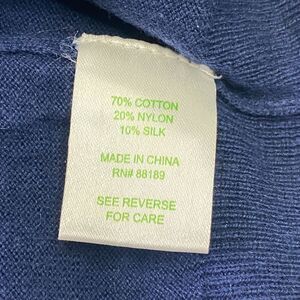 70% COTTON
20% NYLON
10% SILK
MADE IN CHINA
RN# 88189
SEE REVERSE
FOR CARE